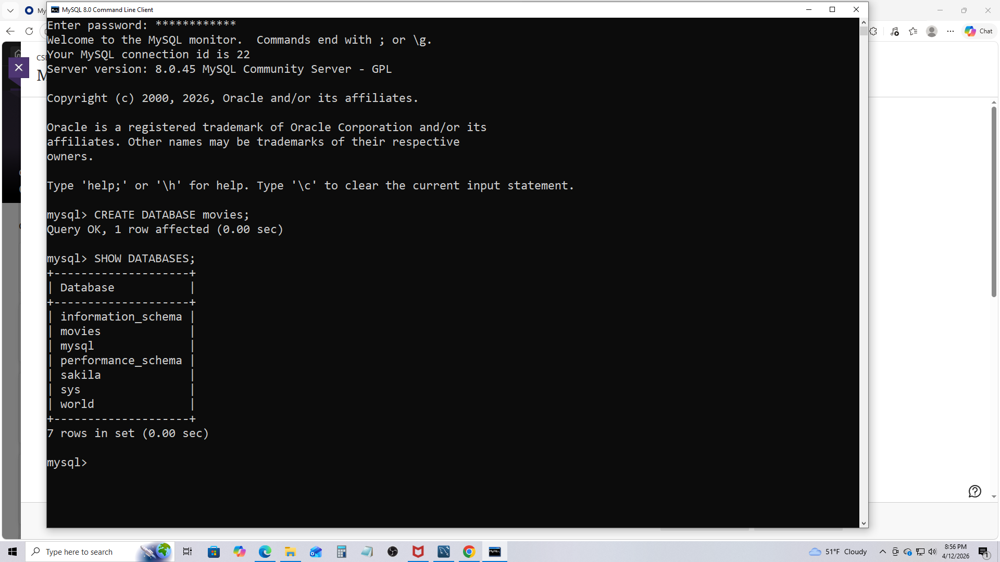 My
MySQL 8.0 Command Line Client
Enter password: ************
Welcome to the MySQL monitor.  Commands end with ; or \g.
Your MySQL connection id is 22
Server version: 8.0.45 MySQL Community Server - GPL
Copyright (c) 2000, 2026, Oracle and/or its affiliates.
Oracle is a registered trademark of Oracle Corporation and/or its
affiliates. Other names may be trademarks of their respective
owners.
Type 'help;' or '\h' for help. Type '\c' to clear the current input statement.
mysql> CREATE DATABASE movies;
Query OK, 1 row affected (0.00 sec)
mysql> SHOW DATABASES;
+--------------------+
| Database           |
+--------------------+
| information_schema |
| movies             |
| mysql              |
| performance_schema |
| sakila             |
| sys                |
| world              |
+--------------------+
7 rows in set (0.00 sec)
mysql>
Chat
M
Type here to search
MySQL
51°F Cloudy
8:56 PM
4/12/2026
1